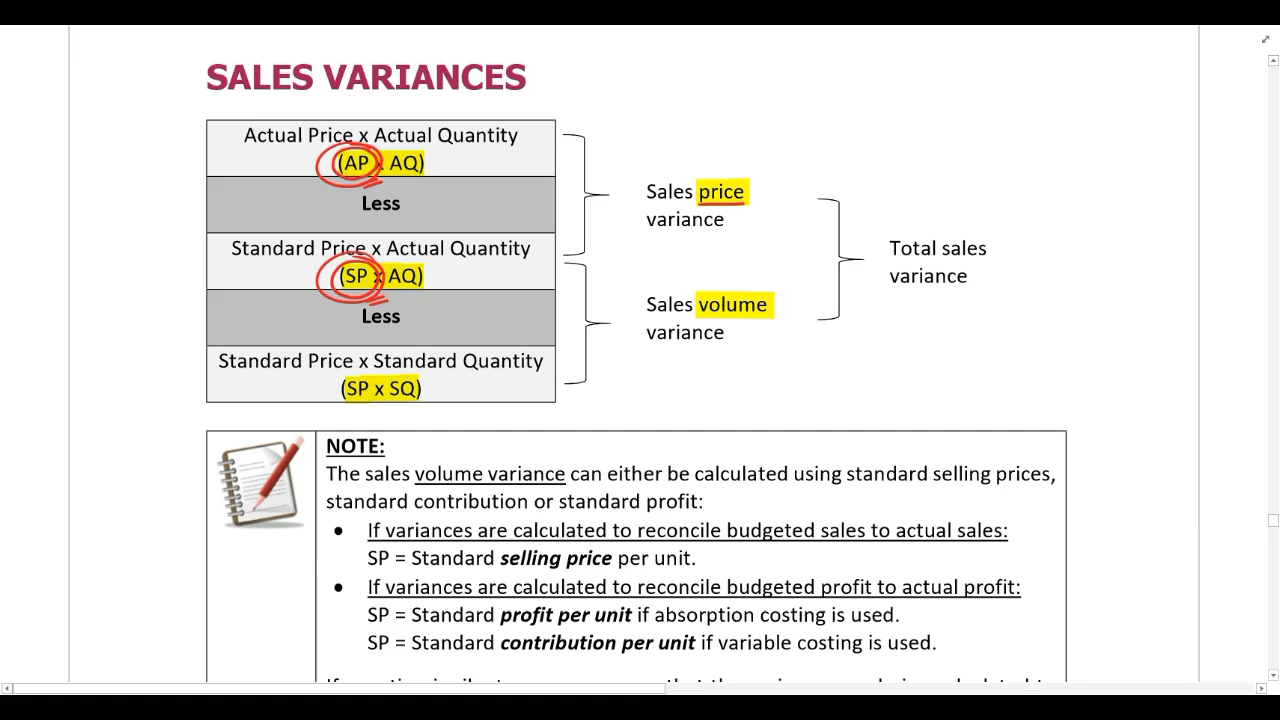 SALES VARIANCES
Actual Price x Actual Quantity
(AP x AQ)
Less
Standard Price x Actual Quantity
(SP x AQ)
Less
Standard Price x Standard Quantity
(SP x SQ)
Sales price
variance
Sales volume
variance
Total sales
variance
NOTE:
The sales volume variance can either be calculated using standard selling prices,
standard contribution or standard profit:
• If variances are calculated to reconcile budgeted sales to actual sales:
SP = Standard selling price per unit.
• If variances are calculated to reconcile budgeted profit to actual profit:
SP = Standard profit per unit if absorption costing is used.
SP = Standard contribution per unit if variable costing is used.